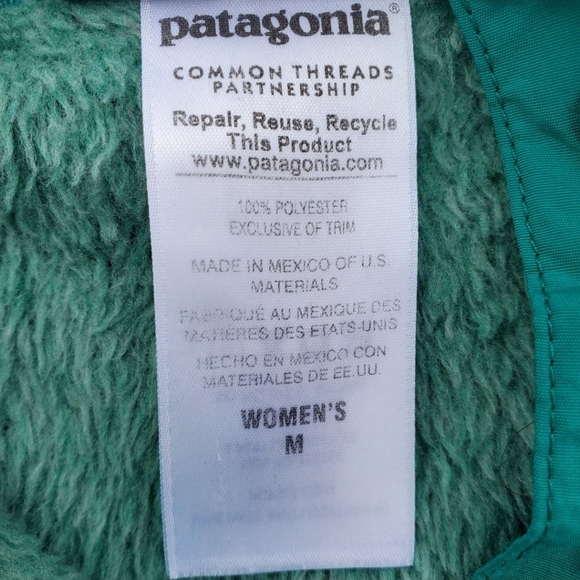 patagonia®
COMMON THREADS
PARTNERSHIP
Repair, Reuse, Recycle
This Product
www.patagonia.com
100% POLYESTER
EXCLUSIVE OF TRIM
MADE IN MEXICO OF U.S.
MATERIALS
FABRIQUÉ AU MEXIQUE DES
MATIERES DES ETATS-UNIS
HECHO EN MEXICO CON
MATERIALES DE EE.UU.
WOMEN'S
M